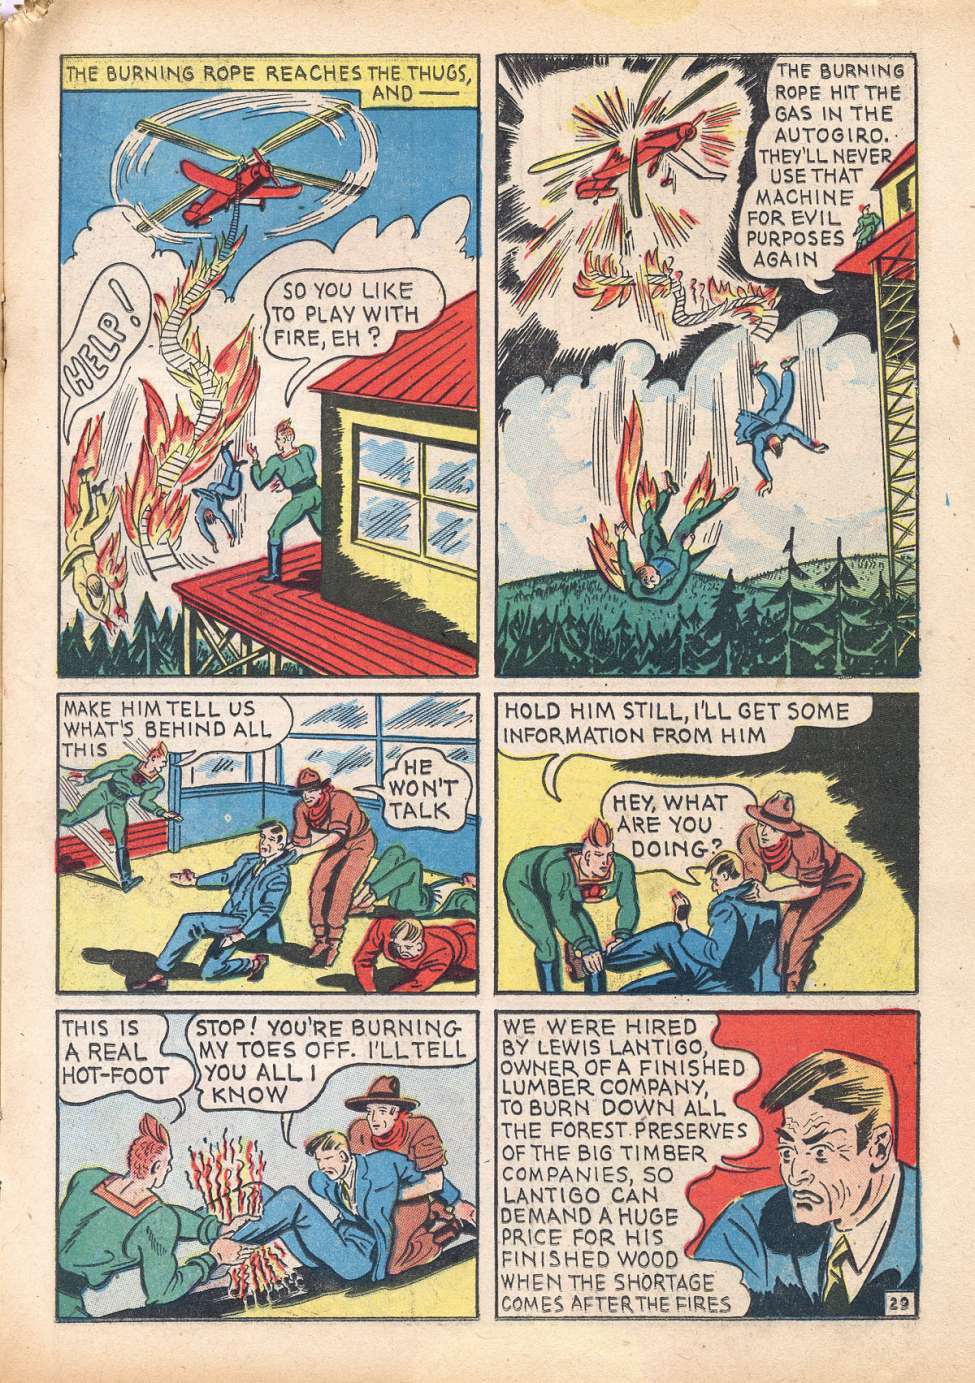 THE BURNING ROPE REACHES THE THUGS,
AND —
HELP!
SO YOU LIKE
TO PLAY WITH
FIRE, EH?
THE BURNING
ROPE HIT THE
GAS IN THE
AUTOGIRO.
THEY'LL NEVER
USE THAT
MACHINE
FOR EVIL
PURPOSES
AGAIN
MAKE HIM TELL US
WHAT'S BEHIND ALL
THIS
HE
WON'T
TALK
HOLD HIM STILL, I'LL GET SOME
INFORMATION FROM HIM
HEY, WHAT
ARE YOU
DOING?
THIS IS
A REAL
HOT-FOOT
STOP! YOU'RE BURNING
MY TOES OFF. I'LL TELL
YOU ALL I
KNOW
WE WERE HIRED
BY LEWIS LANTIGO,
OWNER OF A FINISHED
LUMBER COMPANY,
TO BURN DOWN ALL
THE FOREST PRESERVES
OF THE BIG TIMBER
COMPANIES, SO
LANTIGO CAN
DEMAND A HUGE
PRICE FOR HIS
FINISHED WOOD
WHEN THE SHORTAGE
COMES AFTER THE FIRES
29